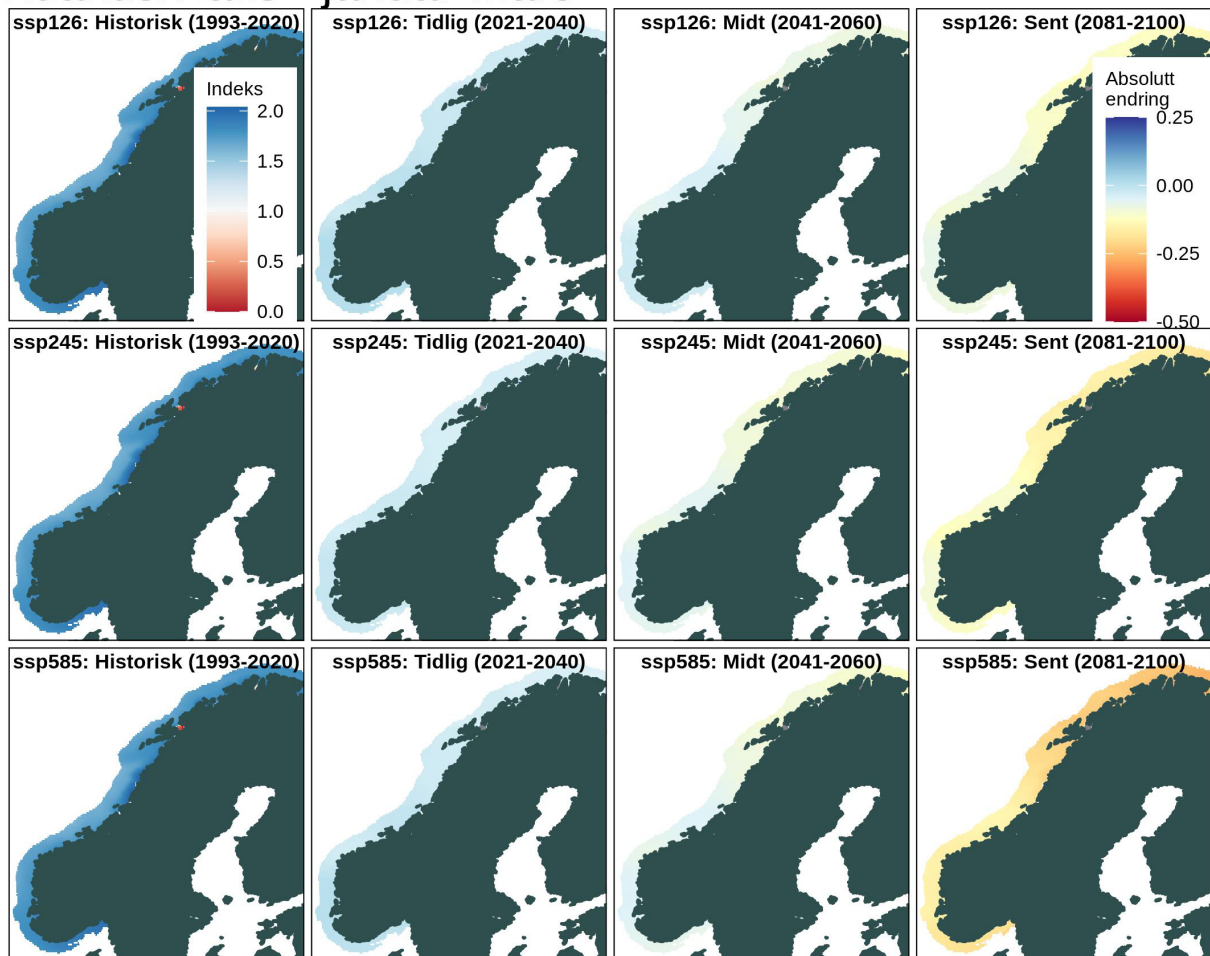 ssp126: Historisk (1993-2020)
ssp126: Tidlig (2021-2040)
ssp126: Midt (2041-2060)
ssp126: Sent (2081-2100)
Indeks
2.0
1.5
1.0
0.5
0.0
Absolutt
endring
0.25
0.00
-0.25
-0.50
ssp245: Historisk (1993-2020)
ssp245: Tidlig (2021-2040)
ssp245: Midt (2041-2060)
ssp245: Sent (2081-2100)
ssp585: Historisk (1993-2020)
ssp585: Tidlig (2021-2040)
ssp585: Midt (2041-2060)
ssp585: Sent (2081-2100)